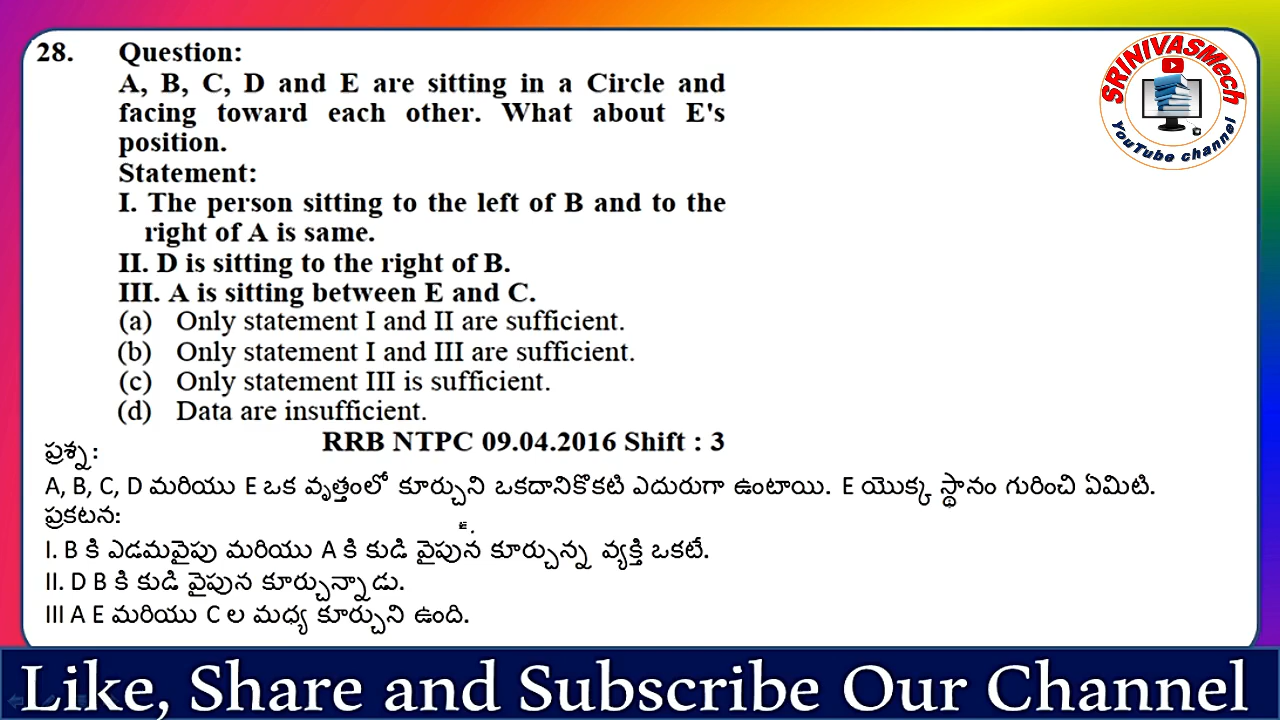 28. Question:
A, B, C, D and E are sitting in a Circle and
facing toward each other. What about E's
position.
Statement:
I. The person sitting to the left of B and to the
right of A is same.
II. D is sitting to the right of B.
III. A is sitting between E and C.
(a) Only statement I and II are sufficient.
(b) Only statement I and III are sufficient.
(c) Only statement III is sufficient.
(d) Data are insufficient.
RRB NTPC 09.04.2016 Shift : 3
ప్రశ్న :
A, B, C, D మరియు E ఒక వృత్తంలో కూర్చుని ఒకదానికొకటి ఎదురుగా ఉంటాయి. E యొక్క స్థానం గురించి ఏమిటి.
ప్రకటన:
E .
I. B కి ఎడమవైపు మరియు A కి కుడి వైపున కూర్చున్న వ్యక్తి ఒకటే.
II. D B కి కుడి వైపున కూర్చున్నాడు.
III A E మరియు C ల మధ్య కూర్చుని ఉంది.
SRINIVASMech
YouTube channel
Like, Share and Subscribe Our Channel